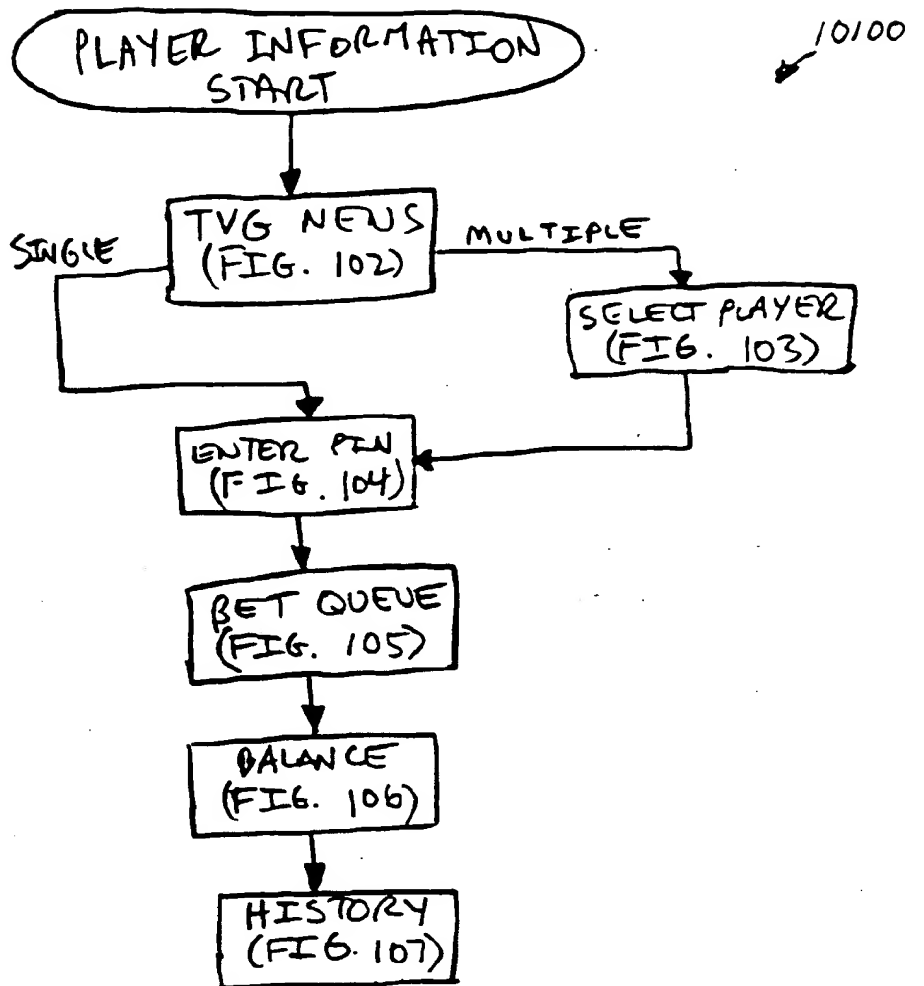 PLAYER INFORMATION
START
10100
TVG NEWS
(FIG. 102)
SINGLE
MULTIPLE
SELECT PLAYER
(FIG. 103)
ENTER PIN
(FIG. 104)
BET QUEUE
(FIG. 105)
BALANCE
(FIG. 106)
HISTORY
(FIG. 107)